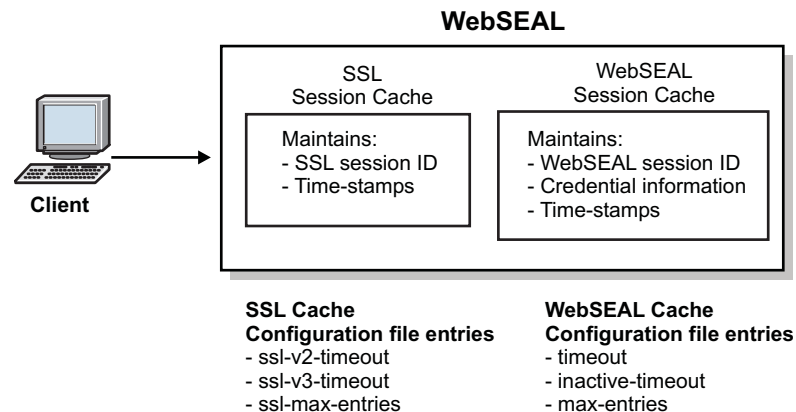 WebSEAL
SSL
Session Cache
Maintains:
- SSL session ID
- Time-stamps
WebSEAL
Session Cache
Maintains:
- WebSEAL session ID
- Credential information
- Time-stamps
Client
SSL Cache
Configuration file entries
- ssl-v2-timeout
- ssl-v3-timeout
- ssl-max-entries
WebSEAL Cache
Configuration file entries
- timeout
- inactive-timeout
- max-entries